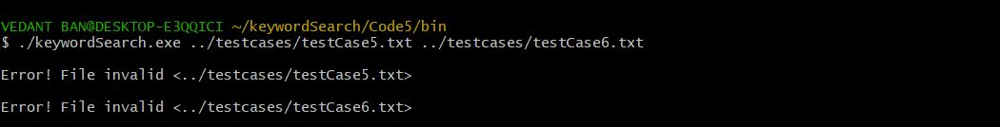 VEDANT BAN@DESKTOP-E3QQICI ~/keywordSearch/Code5/bin
$ ./keywordSearch.exe ../testcases/testCase5.txt ../testcases/testCase6.txt
Error! File invalid <../testcases/testCase5.txt>
Error! File invalid <../testcases/testCase6.txt>